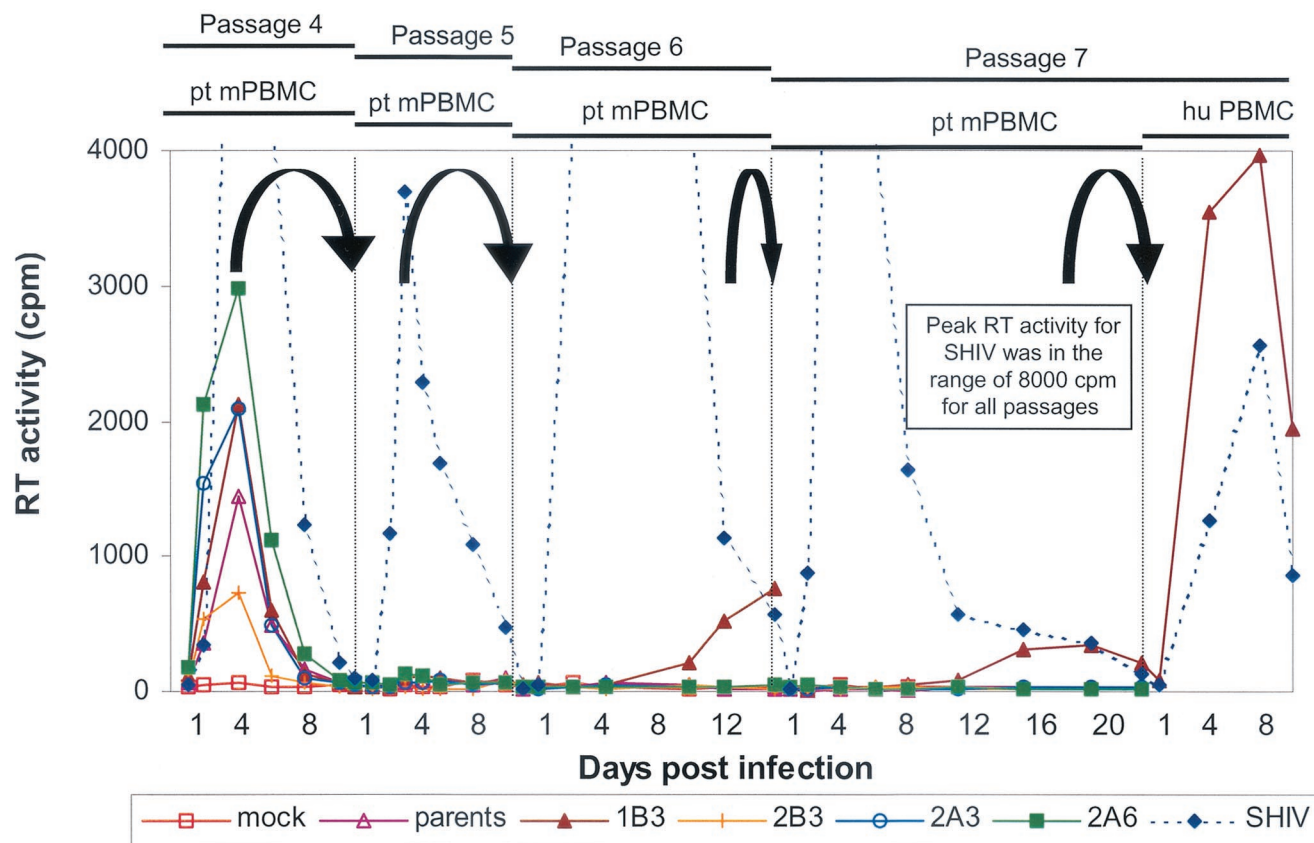 Passage 4
Passage 5
Passage 6
Passage 7
pt mPBMC
pt mPBMC
pt mPBMC
pt mPBMC
hu PBMC
4000
3000
2000
1000
0
RT activity (cpm)
Peak RT activity for
SHIV was in the
range of 8000 cpm
for all passages
1 4 8 1 4 8 1 4 8 12 1 4 8 12 16 20 1 4 8
Days post infection
mock parents 1B3 2B3 2A3 2A6 SHIV